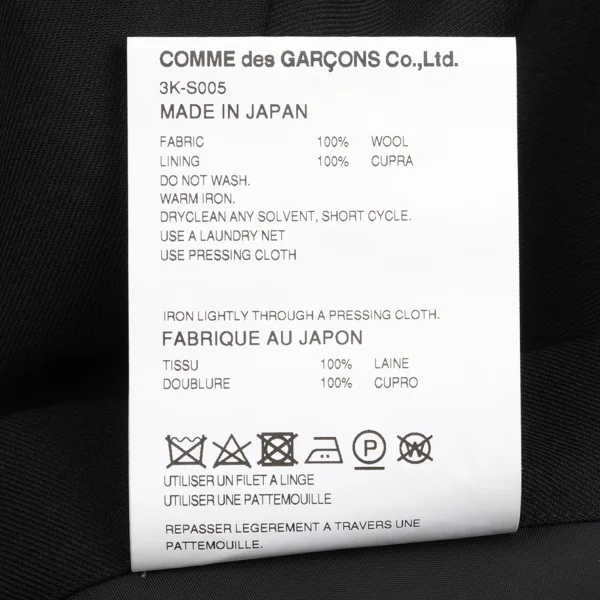 COMME des GARÇONS Co.,Ltd.
3K-S005
MADE IN JAPAN
FABRIC 100% WOOL
LINING 100% CUPRA
DO NOT WASH.
WARM IRON.
DRYCLEAN ANY SOLVENT, SHORT CYCLE.
USE A LAUNDRY NET
USE PRESSING CLOTH
IRON LIGHTLY THROUGH A PRESSING CLOTH.
FABRIQUE AU JAPON
TISSU 100% LAINE
DOUBLURE 100% CUPRO
P W
UTILISER UN FILET A LINGE
UTILISER UNE PATTEMOUILLE
REPASSER LEGEREMENT A TRAVERS UNE
PATTEMOUILLE.